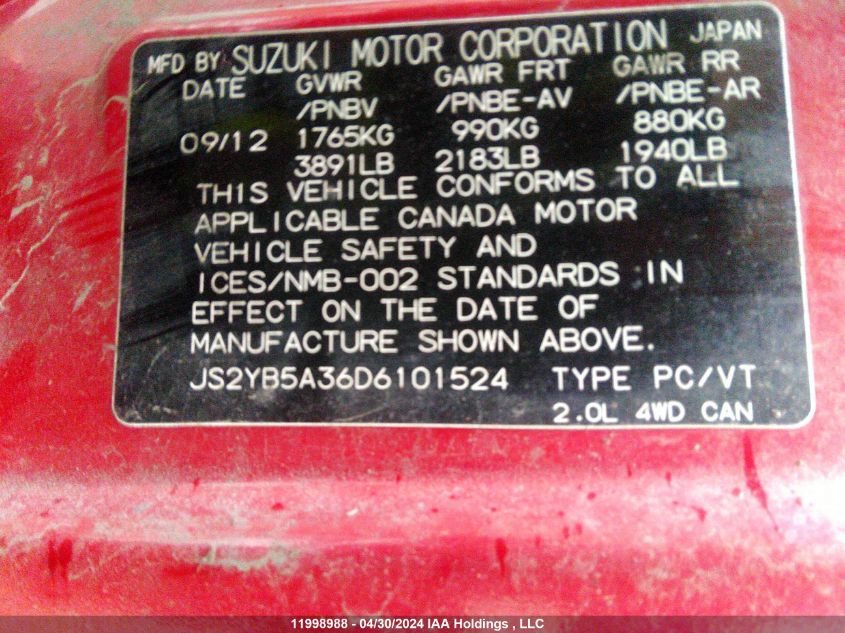 MFD BY SUZUKI MOTOR CORPORATION JAPAN
DATE GVWR GAWR FRT GAWR RR
/PNBV /PNBE-AV /PNBE-AR
09/12 1765KG 990KG 880KG
3891LB 2183LB 1940LB
THIS VEHICLE CONFORMS TO ALL
APPLICABLE CANADA MOTOR
VEHICLE SAFETY AND
ICES/NMB-002 STANDARDS IN
EFFECT ON THE DATE OF
MANUFACTURE SHOWN ABOVE.
JS2YB5A36D6101524 TYPE PC/VT
2.0L 4WD CAN
11998988 - 04/30/2024 IAA Holdings , LLC